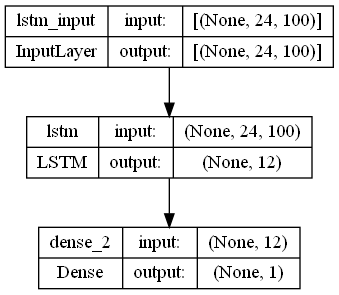 lstm_input input: [(None, 24, 100)]
InputLayer output: [(None, 24, 100)]
lstm input: (None, 24, 100)
LSTM output: (None, 12)
dense_2 input: (None, 12)
Dense output: (None, 1)